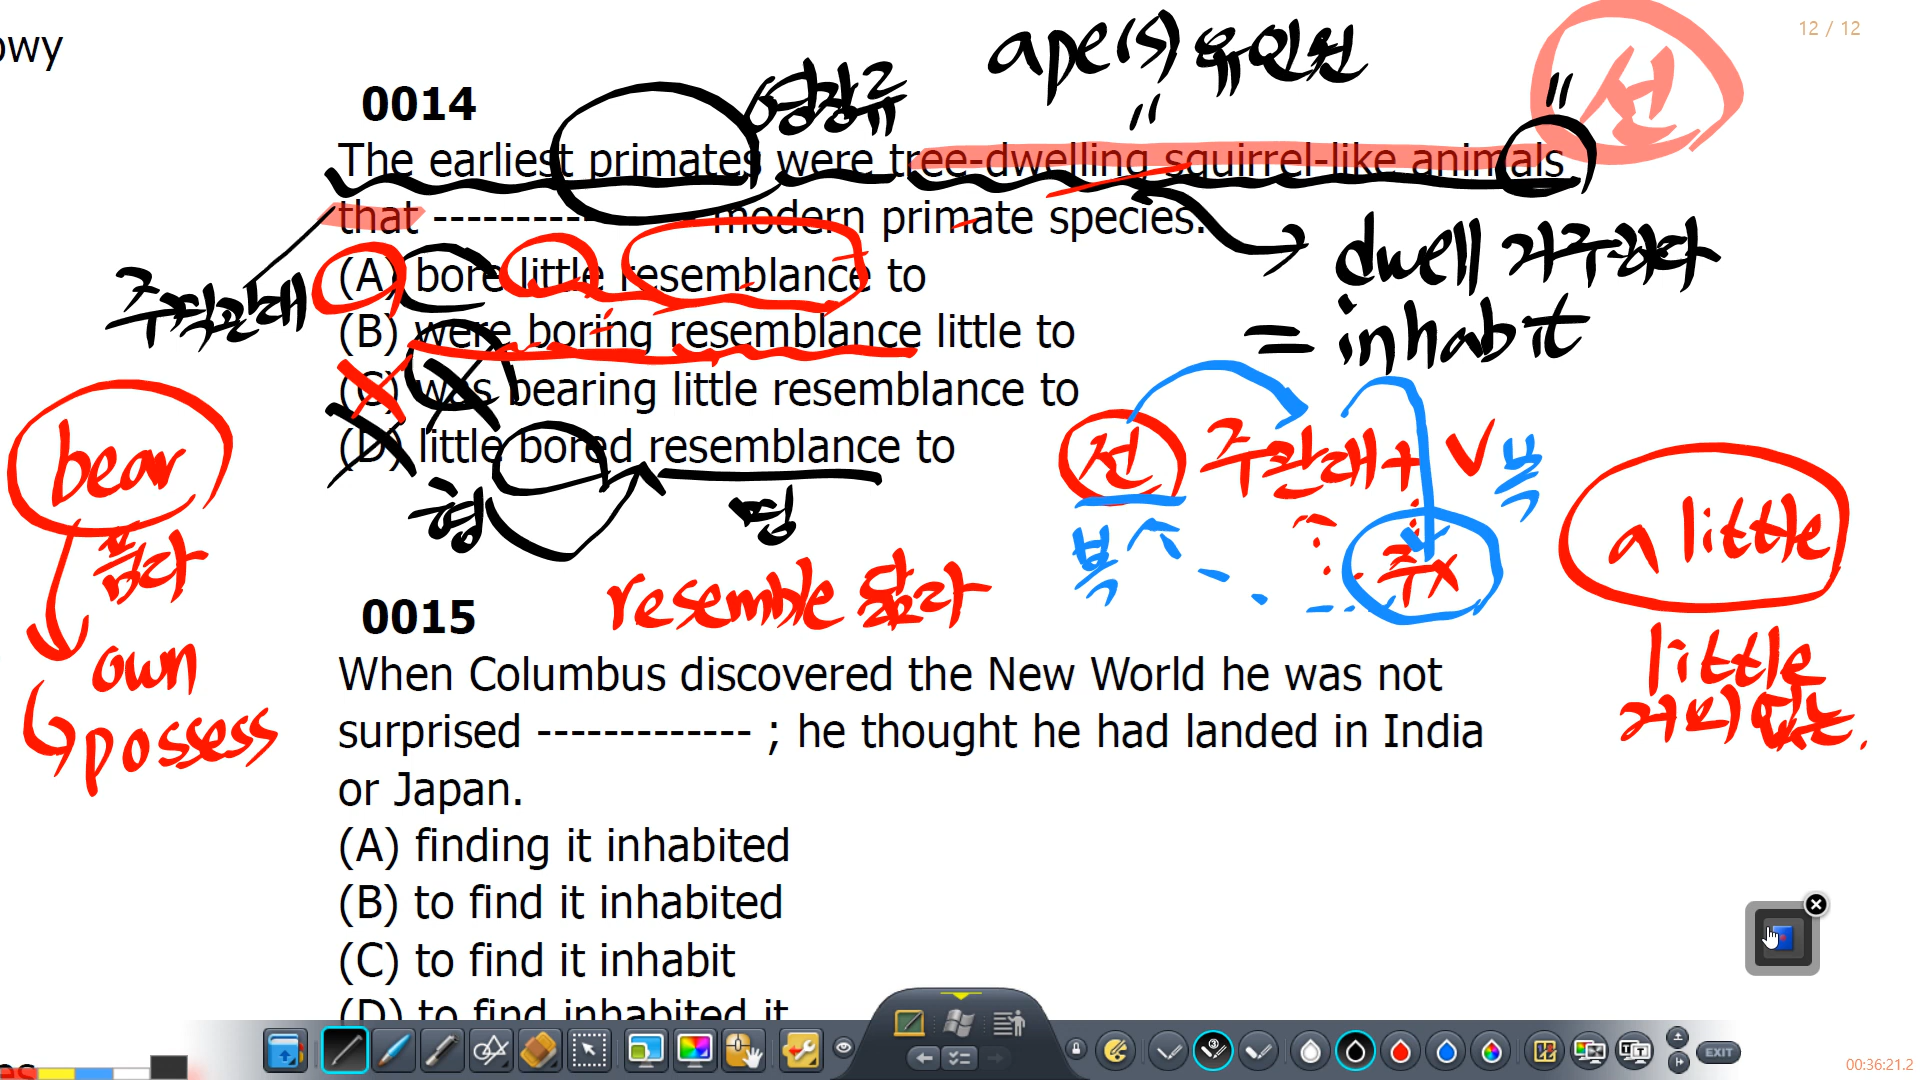 owy
ape(s) 유인원
12 / 12
선
영장류
0014
The earliest primates were tree-dwelling squirrel-like animals
that ---------- modern primate species.
(A) bore little resemblance to
(B) were boring resemblance little to
(C) was bearing little resemblance to
(D) little bored resemblance to
주격관대
dwell 거주하다
= inhabit
bear
품다
own
possess
형
명
resemble 닮다
선 주관대 + V 복
복
주X
a little
little
거의 없는.
0015
When Columbus discovered the New World he was not
surprised ------------- ; he thought he had landed in India
or Japan.
(A) finding it inhabited
(B) to find it inhabited
(C) to find it inhabit
(D) to find inhabited it
EXIT
00:36:21.2